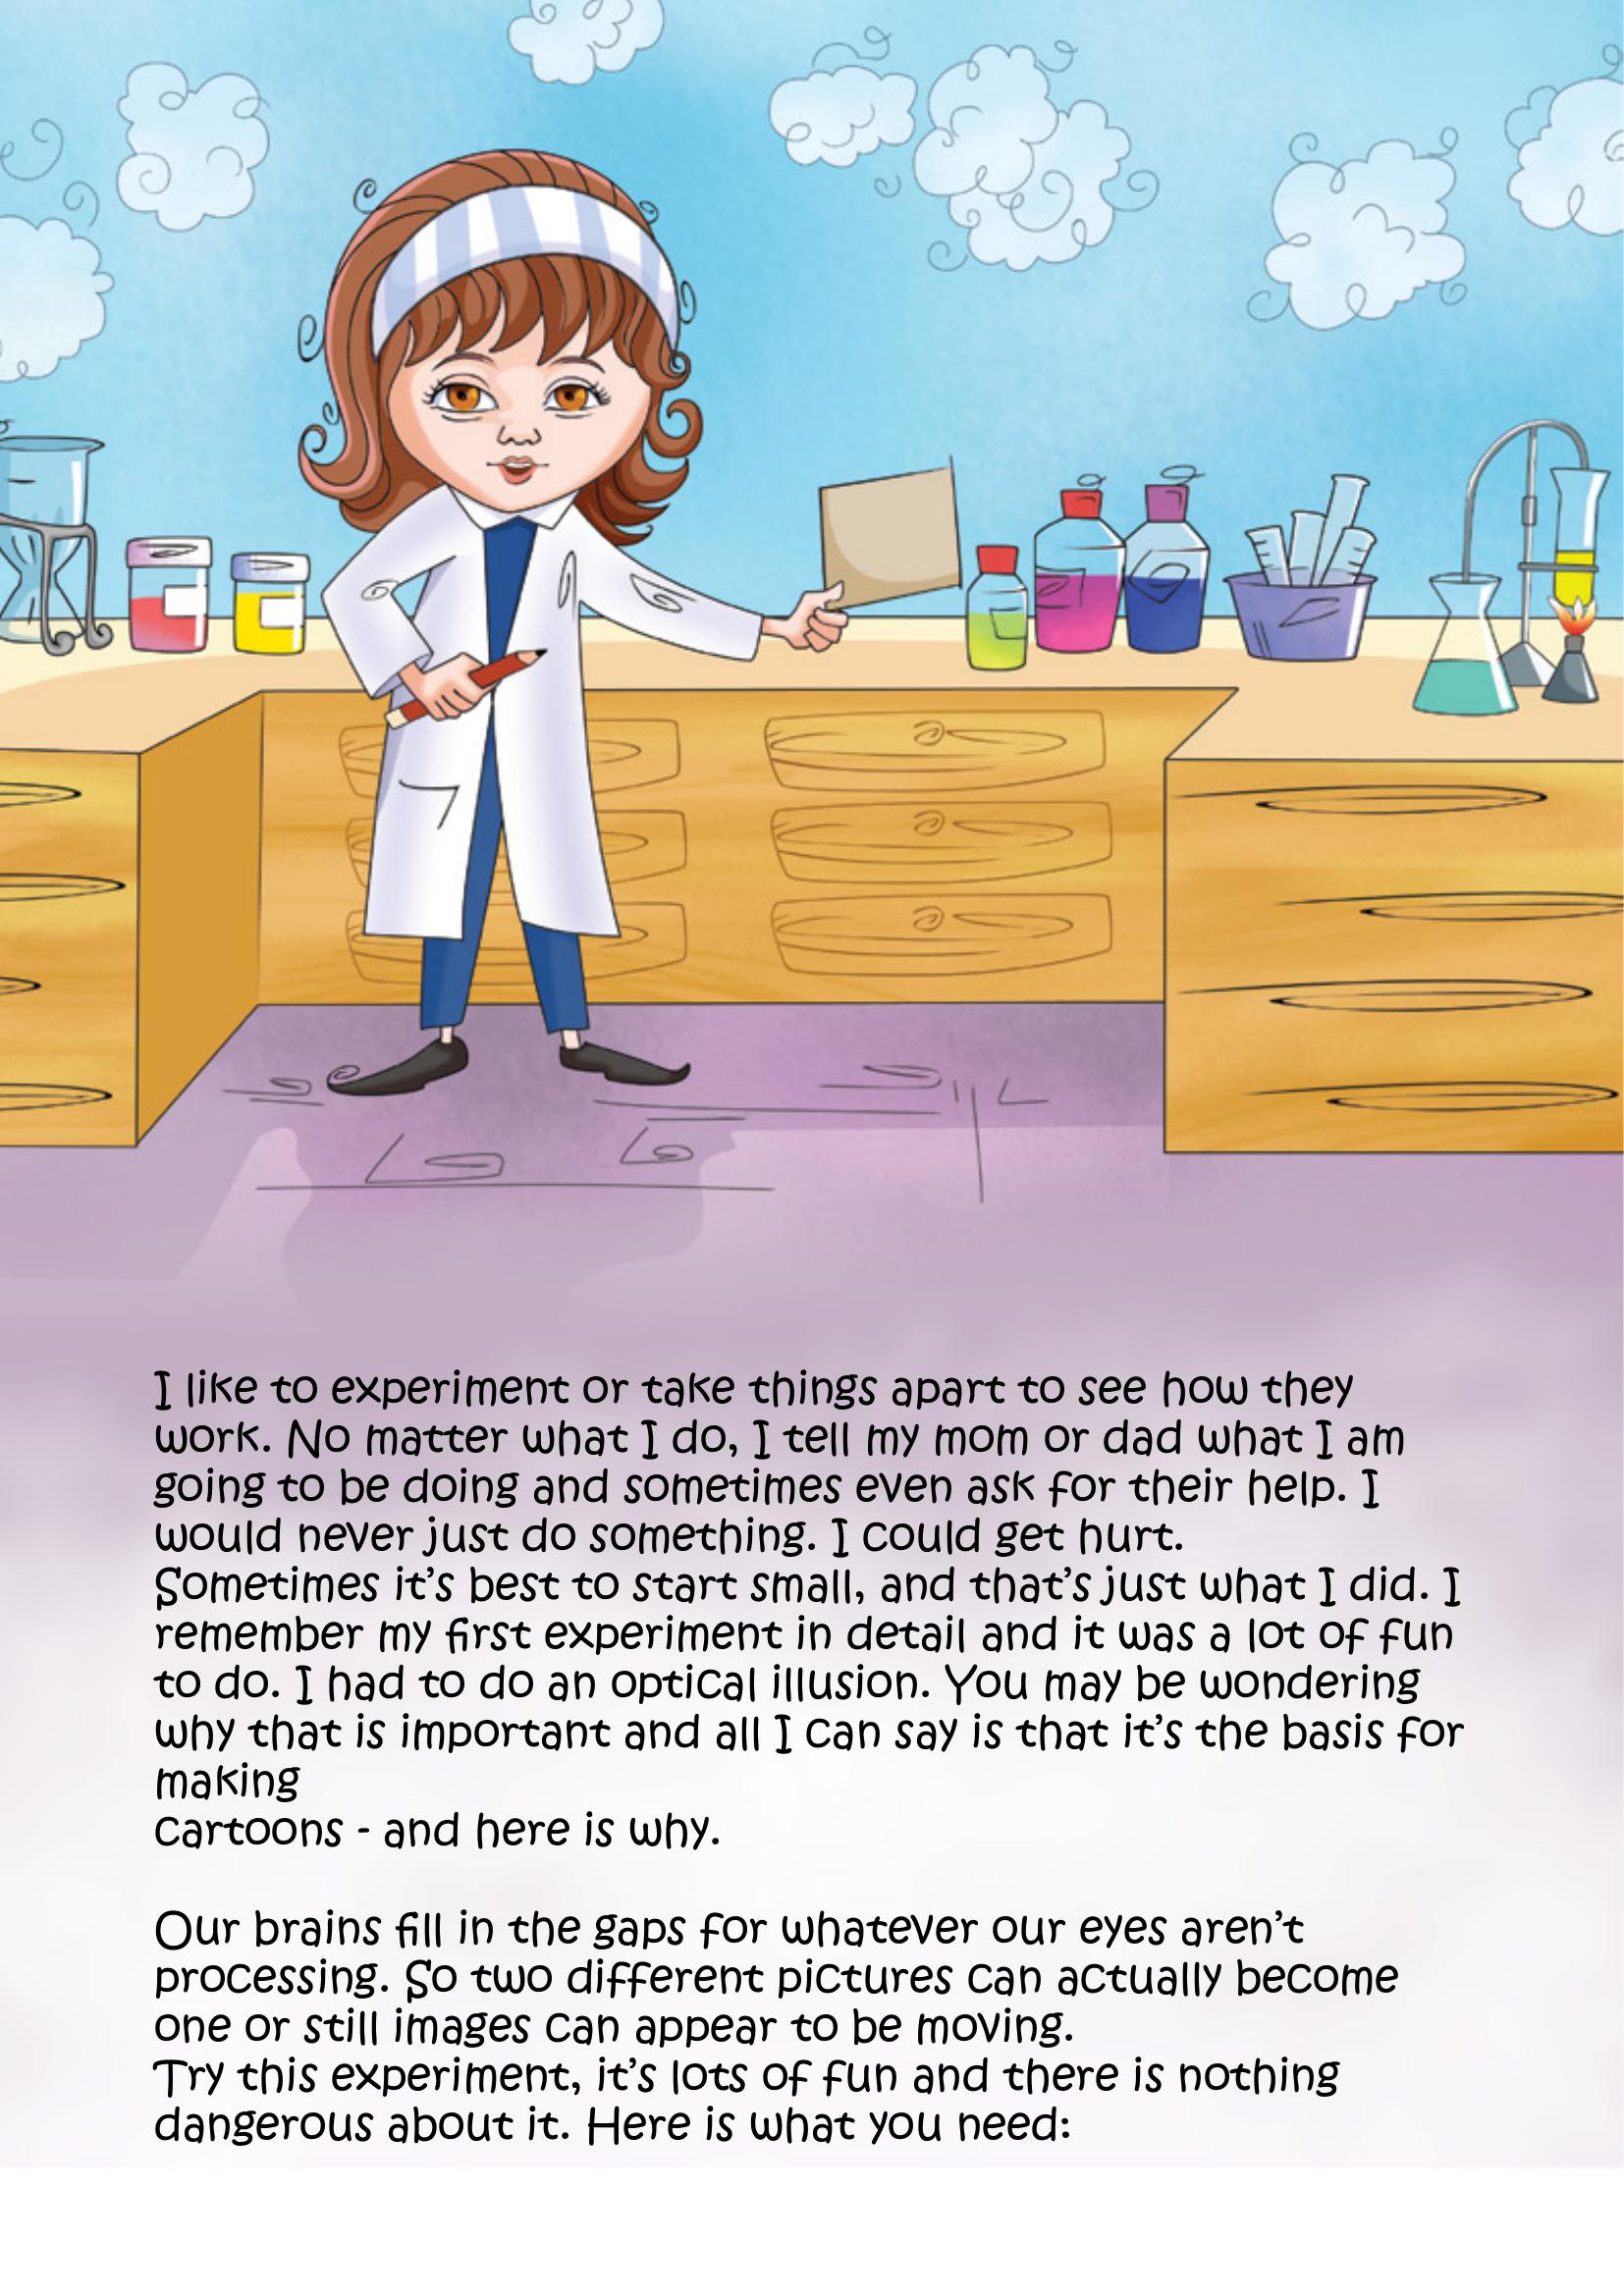 I like to experiment or take things apart to see how they
work. No matter what I do, I tell my mom or dad what I am
going to be doing and sometimes even ask for their help. I
would never just do something. I could get hurt.
Sometimes it’s best to start small, and that’s just what I did. I
remember my first experiment in detail and it was a lot of fun
to do. I had to do an optical illusion. You may be wondering
why that is important and all I can say is that it’s the basis for
making
cartoons - and here is why.
Our brains fill in the gaps for whatever our eyes aren’t
processing. So two different pictures can actually become
one or still images can appear to be moving.
Try this experiment, it’s lots of fun and there is nothing
dangerous about it. Here is what you need: